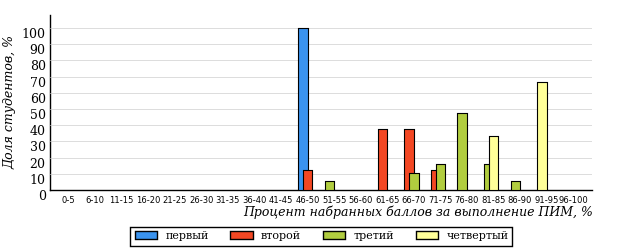 Доля студентов, %
100
90
80
70
60
50
40
30
20
10
0
0-5 6-10 11-15 16-20 21-25 26-30 31-35 36-40 41-45 46-50 51-55 56-60 61-65 66-70 71-75 76-80 81-85 86-90 91-95 96-100
Процент набранных баллов за выполнение ПИМ, %
первый второй третий четвертый